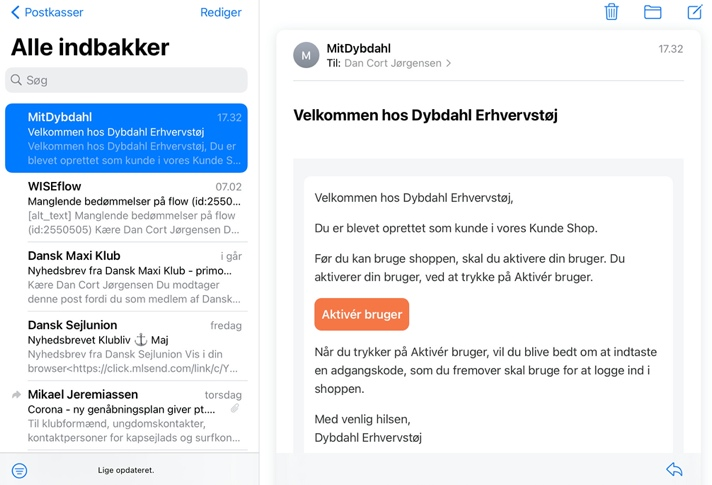 Postkasser
Rediger
Alle indbakker
Søg
MitDybdahl 17.32
Velkommen hos Dybdahl Erhvervstøj
Velkommen hos Dybdahl Erhvervstøj, Du er
blevet oprettet som kunde i vores Kunde S...
WISEflow 07.02
Manglende bedømmelser på flow (id:2550...
[alt_text] Manglende bedømmelser på flow
(id:2550505) Kære Dan Cort Jørgensen D...
Dansk Maxi Klub i går
Nyhedsbrev fra Dansk Maxi Klub - primo...
Kære Dan Cort Jørgensen Du modtager
denne post fordi du som medlem af Dansk...
Dansk Sejlunion fredag
Nyhedsbrevet Klubliv ⚓ Maj
Nyhedsbrev fra Dansk Sejlunion Vis i din
browser<https://click.mlsend.com/link/c/Y...
Mikael Jeremiassen torsdag
Corona - ny genåbningsplan giver pt....
Til klubformænd, ungdomskontakter,
kontaktpersoner for kapsejlads og surfkon...
Lige opdateret.
M
MitDybdahl 17.32
Til: Dan Cort Jørgensen
Velkommen hos Dybdahl Erhvervstøj
Velkommen hos Dybdahl Erhvervstøj,
Du er blevet oprettet som kunde i vores Kunde Shop.
Før du kan bruge shoppen, skal du aktivere din bruger. Du
aktiverer din bruger, ved at trykke på Aktivér bruger.
Aktivér bruger
Når du trykker på Aktivér bruger, vil du blive bedt om at indtaste
en adgangskode, som du fremover skal bruge for at logge ind i
shoppen.
Med venlig hilsen,
Dybdahl Erhvervstøj